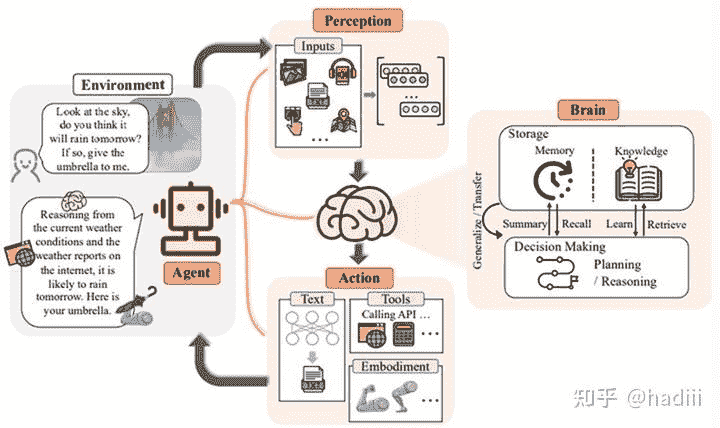 Environment
Look at the sky,
do you think it
will rain tomorrow?
If so, give the
umbrella to me.
Reasoning from
the current weather
conditions and the
weather reports on
the internet, it is
likely to rain
tomorrow. Here is
your umbrella.
Agent
Perception
Inputs
TXT
...
...
Action
Text
TXT
Tools
Calling API ...
...
Embodiment
...
Brain
Storage
Memory
Knowledge
Generalize / Transfer
Summary
Recall
Learn
Retrieve
Decision Making
Planning
/ Reasoning
知乎 @hadiii